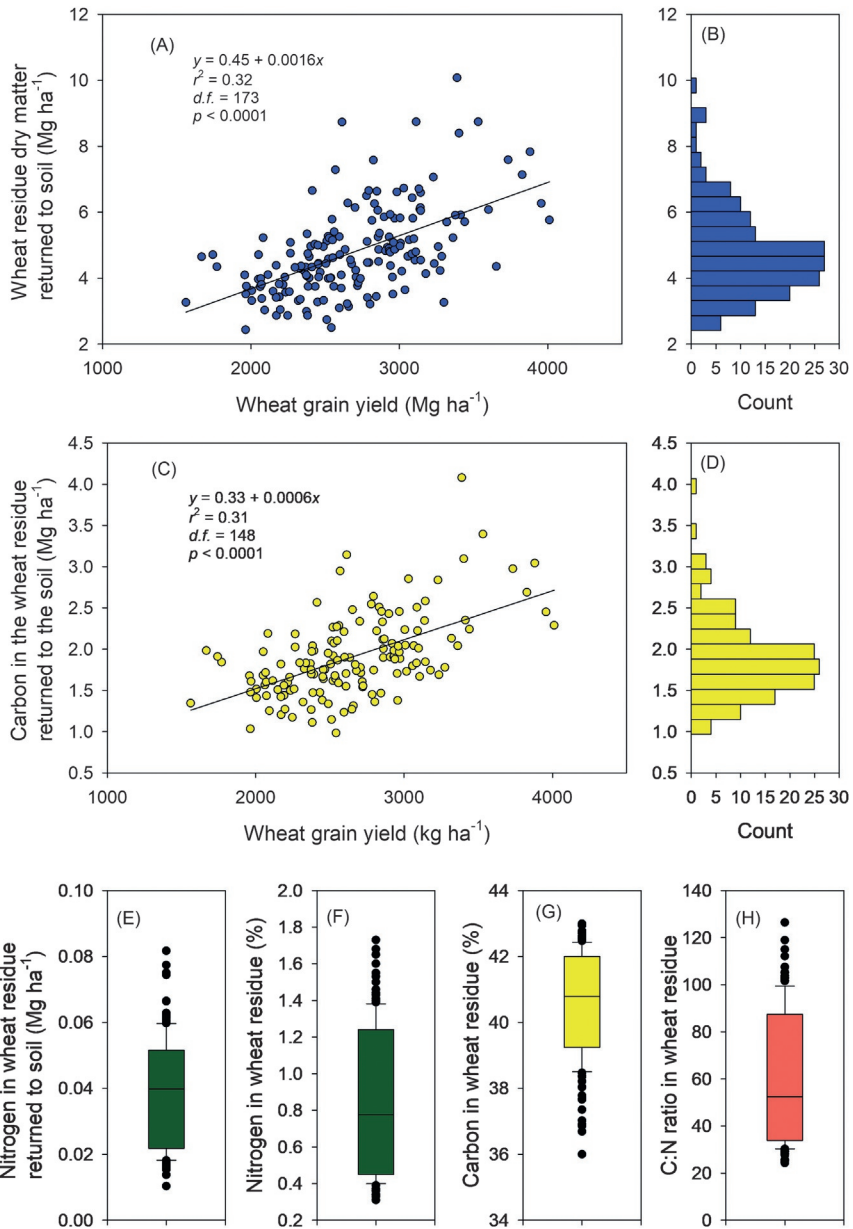 Wheat residue dry matter
returned to soil (Mg ha⁻¹)
12
10
8
6
4
2
(A)
y = 0.45 + 0.0016x
r² = 0.32
d.f. = 173
p < 0.0001
1000 2000 3000 4000
Wheat grain yield (Mg ha⁻¹)
12
10
8
6
4
2
(B)
0 5 10 15 20 25 30
Count
Carbon in the wheat residue
returned to the soil (Mg ha⁻¹)
4.5
4.0
3.5
3.0
2.5
2.0
1.5
1.0
0.5
(C)
y = 0.33 + 0.0006x
r² = 0.31
d.f. = 148
p < 0.0001
1000 2000 3000 4000
Wheat grain yield (kg ha⁻¹)
4.5
4.0
3.5
3.0
2.5
2.0
1.5
1.0
0.5
(D)
0 5 10 15 20 25 30
Count
Nitrogen in wheat residue
returned to soil (Mg ha⁻¹)
0.10
0.08
0.06
0.04
0.02
0.00
(E)
Nitrogen in wheat residue (%)
2.0
1.8
1.6
1.4
1.2
1.0
0.8
0.6
0.4
0.2
(F)
Carbon in wheat residue (%)
44
42
40
38
36
34
(G)
C:N ratio in wheat residue
140
120
100
80
60
40
20
0
(H)